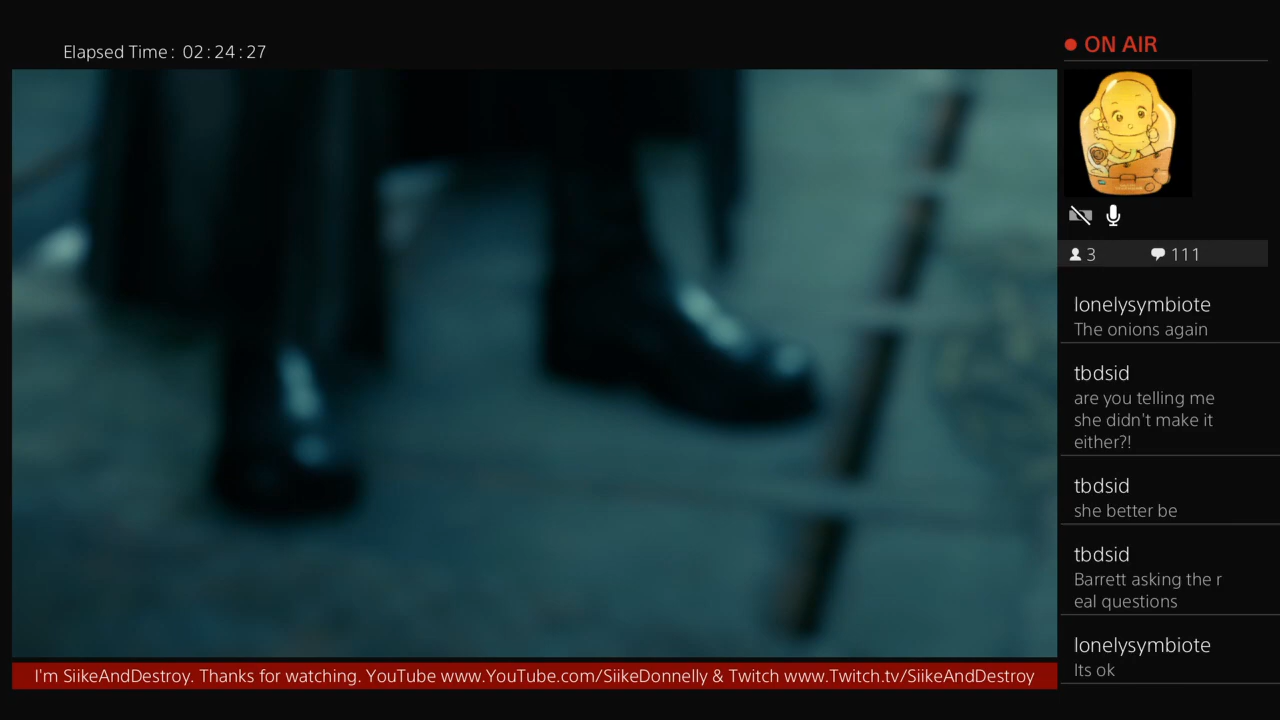 Elapsed Time: 02:24:27
ON AIR
3 111
lonelysymbiote
The onions again
tbdsid
are you telling me
she didn't make it
either?!
tbdsid
she better be
tbdsid
Barrett asking the r
eal questions
lonelysymbiote
Its ok
I'm SiikeAndDestroy. Thanks for watching. YouTube www.YouTube.com/SiikeDonnelly & Twitch www.Twitch.tv/SiikeAndDestroy